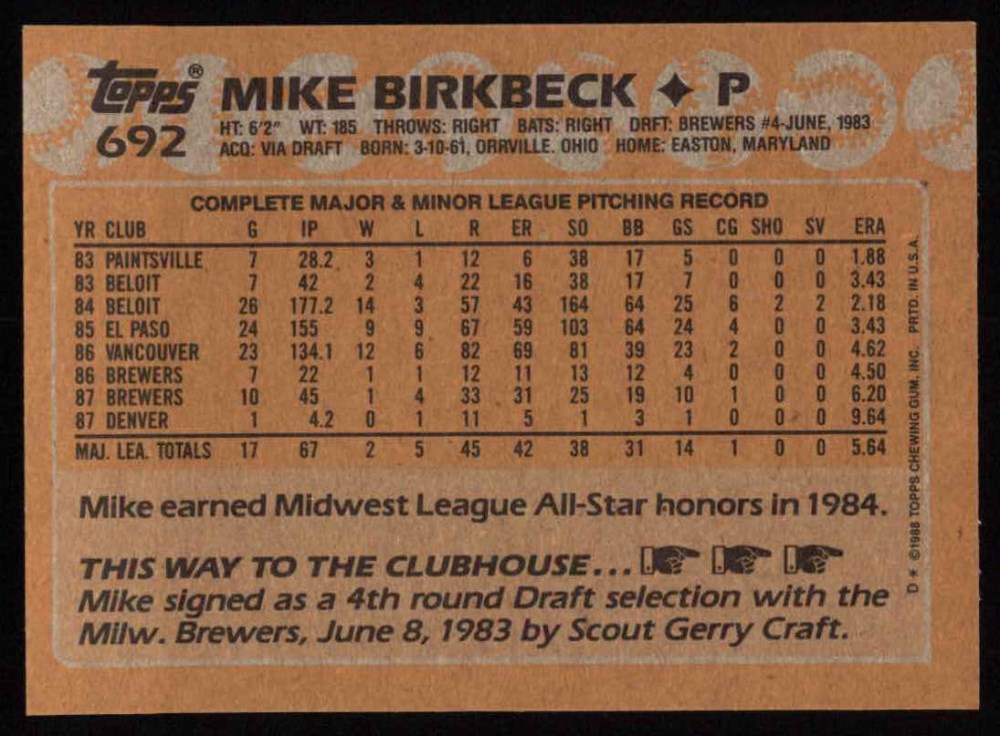 Topps® MIKE BIRKBECK ✦ P
692
HT: 6'2" WT: 185 THROWS: RIGHT BATS: RIGHT DRFT: BREWERS #4-JUNE, 1983
ACQ: VIA DRAFT BORN: 3-10-61, ORRVILLE. OHIO HOME: EASTON, MARYLAND
COMPLETE MAJOR & MINOR LEAGUE PITCHING RECORD
YR CLUB G IP W L R ER SO BB GS CG SHO SV ERA
83 PAINTSVILLE 7 28.2 3 1 12 6 38 17 5 0 0 0 1.88
83 BELOIT 7 42 2 4 22 16 38 17 7 0 0 0 3.43
84 BELOIT 26 177.2 14 3 57 43 164 64 25 6 2 2 2.18
85 EL PASO 24 155 9 9 67 59 103 64 24 4 0 0 3.43
86 VANCOUVER 23 134.1 12 6 82 69 81 39 23 2 0 0 4.62
86 BREWERS 7 22 1 1 12 11 13 12 4 0 0 0 4.50
87 BREWERS 10 45 1 4 33 31 25 19 10 1 0 0 6.20
87 DENVER 1 4.2 0 1 11 5 1 3 1 0 0 0 9.64
MAJ. LEA. TOTALS 17 67 2 5 45 42 38 31 14 1 0 0 5.64
Mike earned Midwest League All-Star honors in 1984.
THIS WAY TO THE CLUBHOUSE...
Mike signed as a 4th round Draft selection with the
Milw. Brewers, June 8, 1983 by Scout Gerry Craft.
D * ©1988 TOPPS CHEWING GUM, INC. PRTD. IN U.S.A.